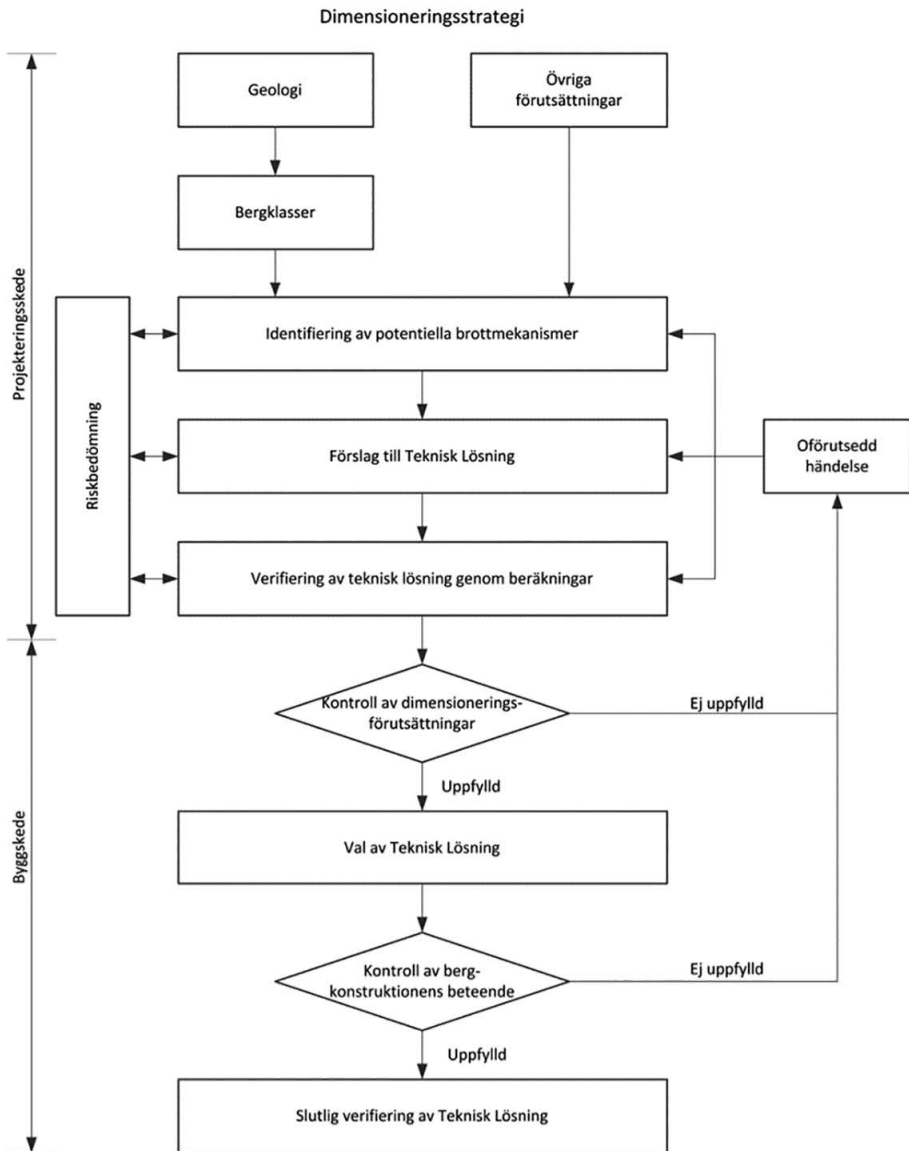 Dimensioneringsstrategi
Geologi
Övriga
förutsättningar
Bergklasser
Projekteringsskede
Riskbedömning
Identifiering av potentiella brottmekanismer
Förslag till Teknisk Lösning
Oförutsedd
händelse
Verifiering av teknisk lösning genom beräkningar
Byggskede
Kontroll av dimensionerings-
förutsättningar
Ej uppfylld
Uppfylld
Val av Teknisk Lösning
Kontroll av berg-
konstruktionens beteende
Ej uppfylld
Uppfylld
Slutlig verifiering av Teknisk Lösning